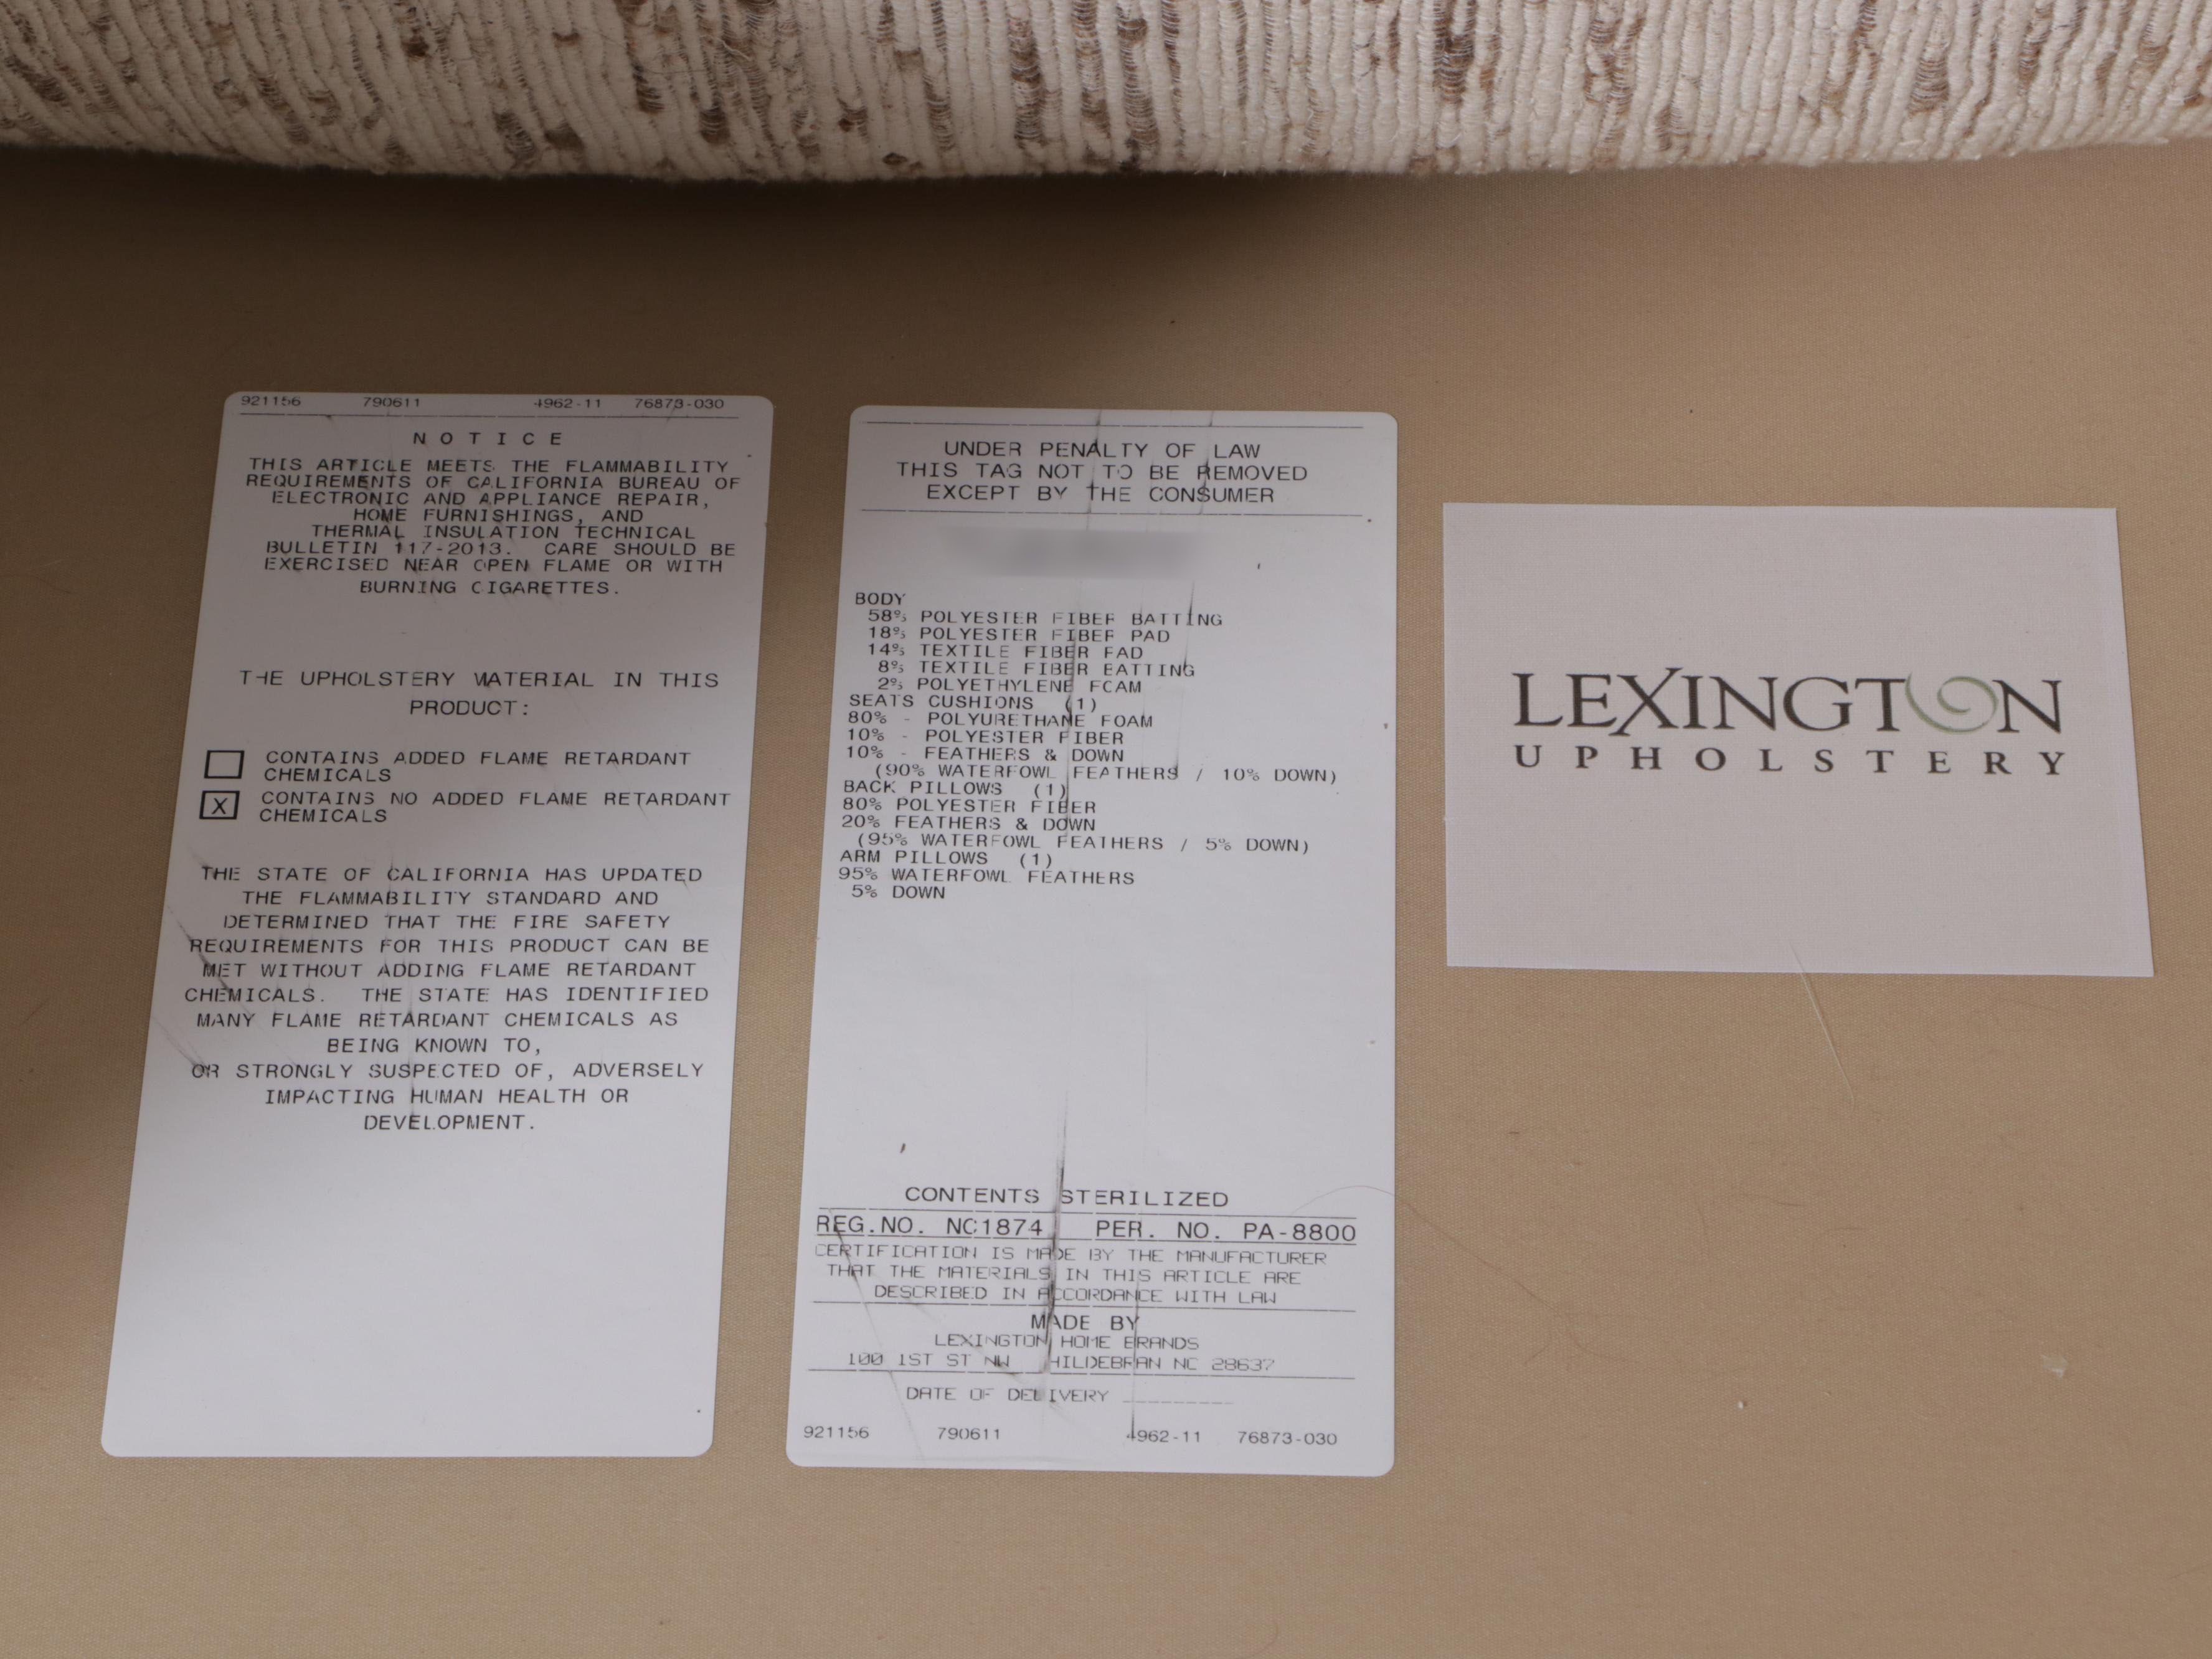 921156 790611 4962-11 76873-030
NOTICE
THIS ARTICLE MEETS THE FLAMMABILITY
REQUIREMENTS OF CALIFORNIA BUREAU OF
ELECTRONIC AND APPLIANCE REPAIR,
HOME FURNISHINGS, AND
THERMAL INSULATION TECHNICAL
BULLETIN 117-2013. CARE SHOULD BE
EXERCISED NEAR OPEN FLAME OR WITH
BURNING CIGARETTES.
THE UPHOLSTERY MATERIAL IN THIS
PRODUCT:
CONTAINS ADDED FLAME RETARDANT
CHEMICALS
X CONTAINS NO ADDED FLAME RETARDANT
CHEMICALS
THE STATE OF CALIFORNIA HAS UPDATED
THE FLAMMABILITY STANDARD AND
DETERMINED THAT THE FIRE SAFETY
REQUIREMENTS FOR THIS PRODUCT CAN BE
MET WITHOUT ADDING FLAME RETARDANT
CHEMICALS. THE STATE HAS IDENTIFIED
MANY FLAME RETARDANT CHEMICALS AS
BEING KNOWN TO,
OR STRONGLY SUSPECTED OF, ADVERSELY
IMPACTING HUMAN HEALTH OR
DEVELOPMENT.
UNDER PENALTY OF LAW
THIS TAG NOT TO BE REMOVED
EXCEPT BY THE CONSUMER
BODY
58% POLYESTER FIBER BATTING
18% POLYESTER FIBER PAD
14% TEXTILE FIBER PAD
8% TEXTILE FIBER BATTING
2% POLYETHYLENE FOAM
SEATS CUSHIONS (1)
80% - POLYURETHANE FOAM
10% - POLYESTER FIBER
10% - FEATHERS & DOWN
(90% WATERFOWL FEATHERS / 10% DOWN)
BACK PILLOWS (1)
80% POLYESTER FIBER
20% FEATHERS & DOWN
(95% WATERFOWL FEATHERS / 5% DOWN)
ARM PILLOWS (1)
95% WATERFOWL FEATHERS
5% DOWN
CONTENTS STERILIZED
REG.NO. NC1874 PER. NO. PA-8800
CERTIFICATION IS MADE BY THE MANUFACTURER
THAT THE MATERIALS IN THIS ARTICLE ARE
DESCRIBED IN ACCORDANCE WITH LAW
MADE BY
LEXINGTON HOME BRANDS
100 1ST ST NW HILDEBRAN NC 28637
DATE OF DELIVERY
921156 790611 4962-11 76873-030
LEXINGTON
UPHOLSTERY